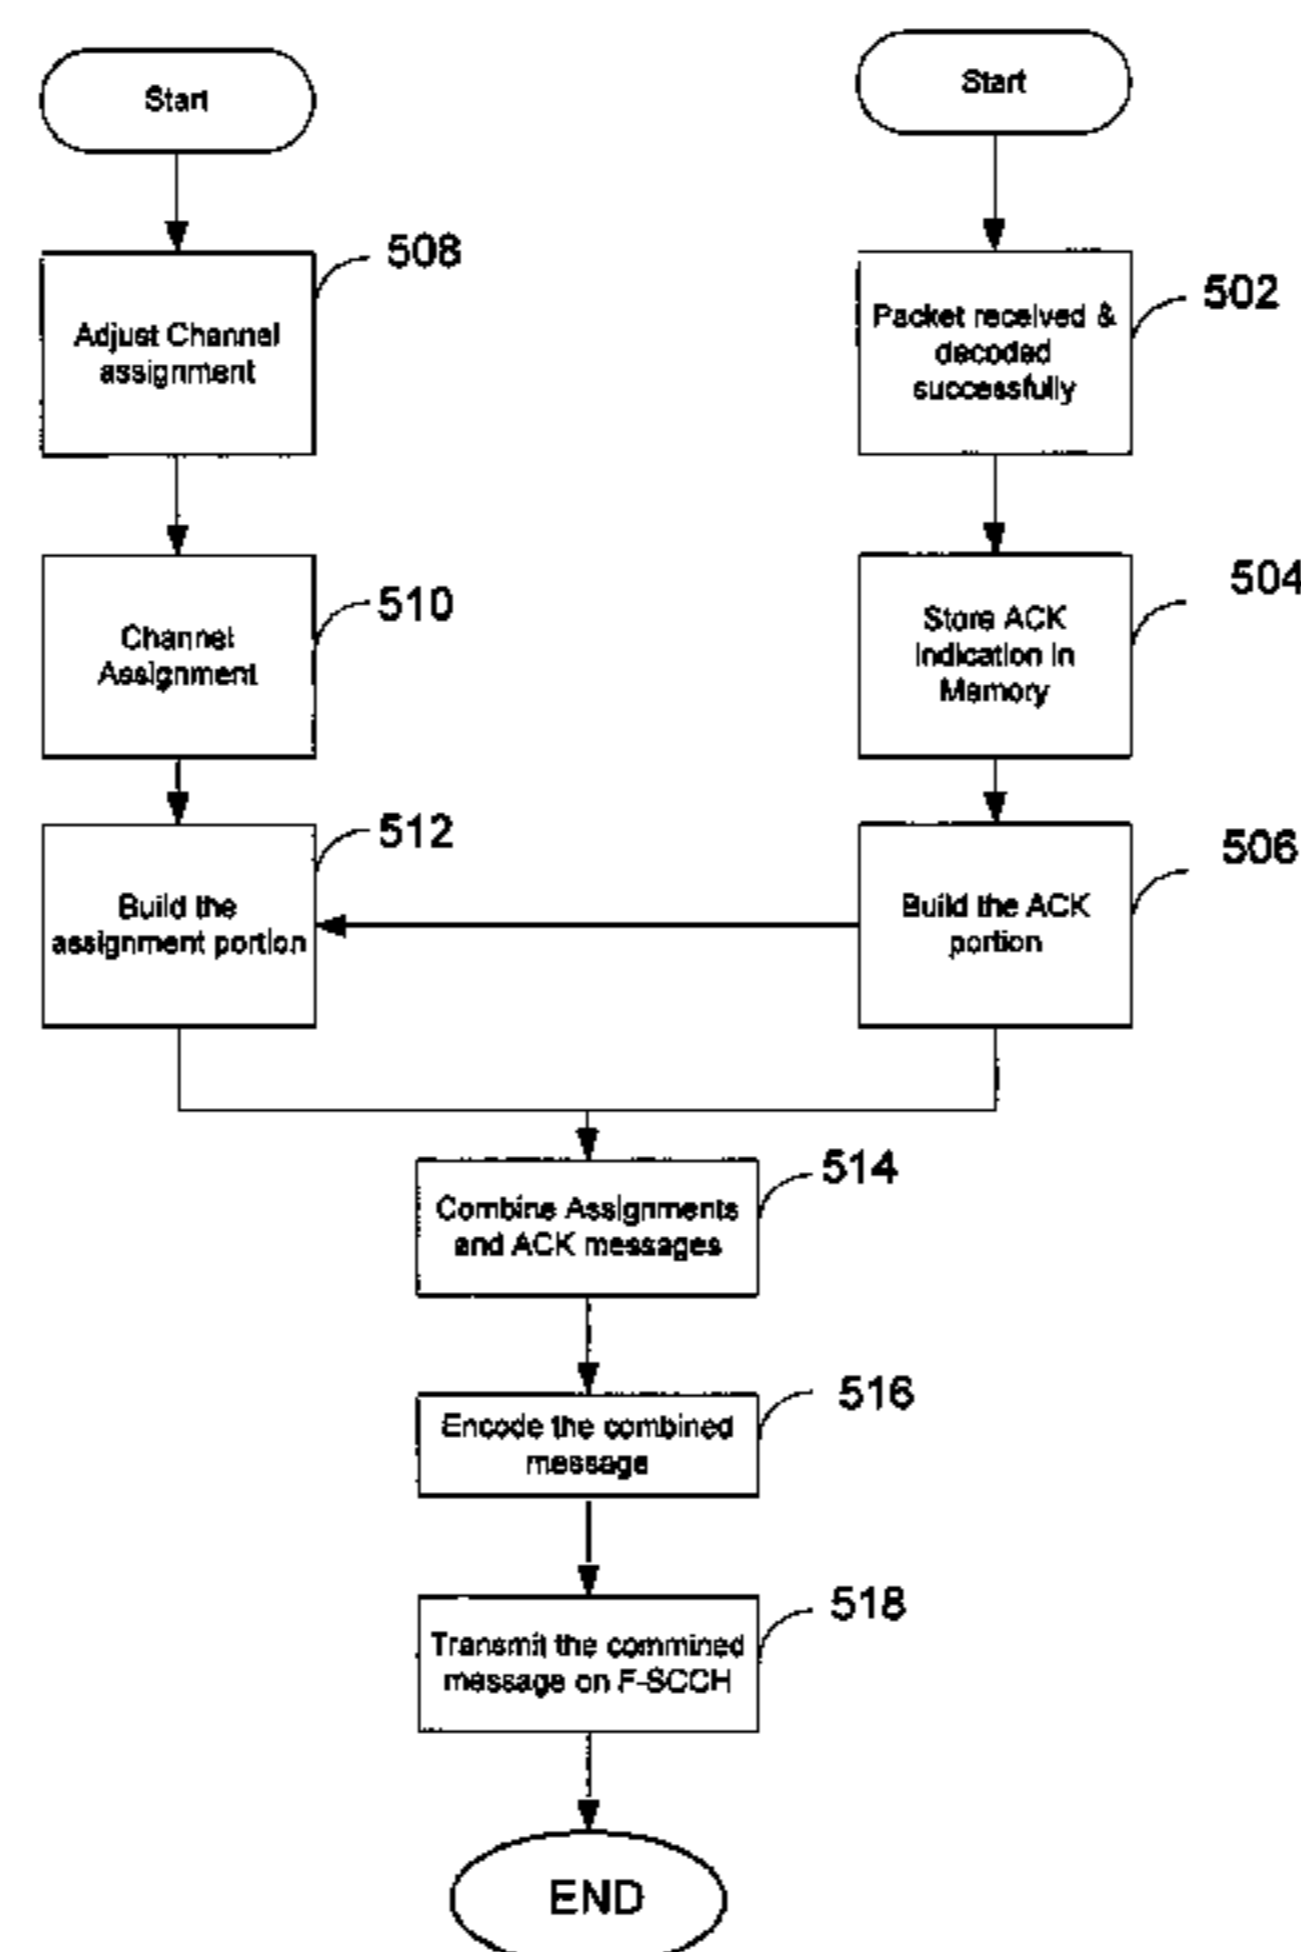 Start
Start
508
Adjust Channel
assignment
502
Packet received &
decoded
successfully
510
Channel
Assignment
504
Store ACK
indication in
Memory
512
Build the
assignment portion
506
Build the ACK
portion
514
Combine Assignments
and ACK messages
516
Encode the combined
message
518
Transmit the commined
message on F-SCCH
END